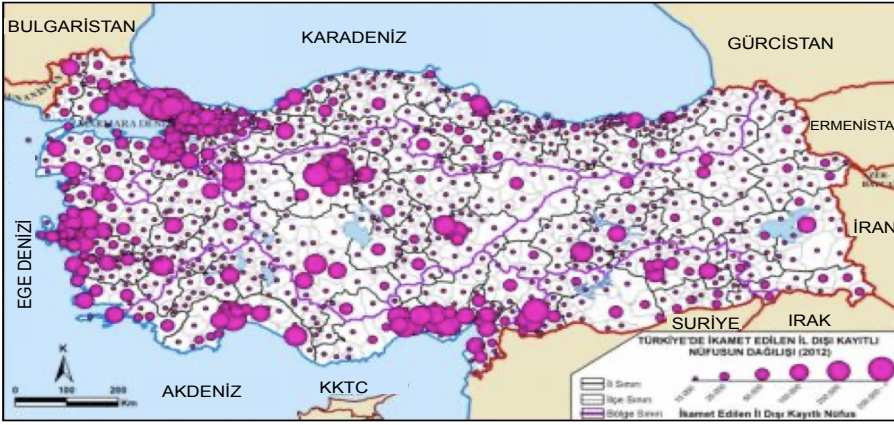 BULGARİSTAN
KARADENİZ
GÜRCİSTAN
ERMENİSTA
İRAN
EGE DENİZİ
SURİYE
IRAK
AKDENİZ
KKTC
K
0 100 200
Km
TÜRKİYE'DE İKAMET EDİLEN İL DIŞI KAYITLI
NÜFUSUN DAĞILIŞI (2012)
İl Sınırı
İlçe Sınırı
Bölge Sınırı
İkamet Edilen İl Dışı Kayıtlı Nüfus